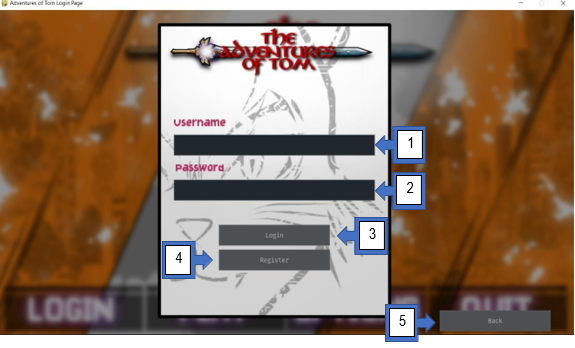 Adventures of Tom Login Page
THE
ADVENTURES
OF TOM
Username
1
Password
2
Login
3
4
Register
LOGIN
QUIT
5
Back